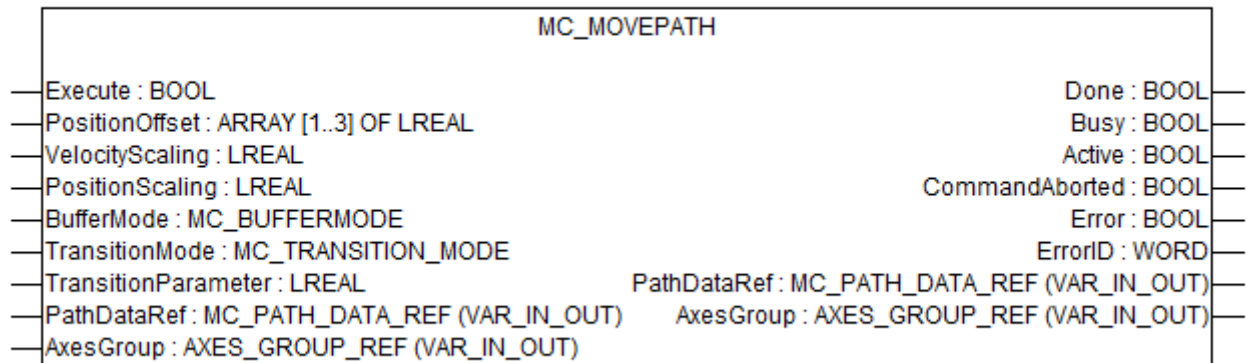 MC_MOVEPATH
Execute : BOOL
Done : BOOL
PositionOffset : ARRAY [1..3] OF LREAL
Busy : BOOL
VelocityScaling : LREAL
Active : BOOL
PositionScaling : LREAL
CommandAborted : BOOL
BufferMode : MC_BUFFERMODE
Error : BOOL
TransitionMode : MC_TRANSITION_MODE
ErrorID : WORD
TransitionParameter : LREAL
PathDataRef : MC_PATH_DATA_REF (VAR_IN_OUT)
PathDataRef : MC_PATH_DATA_REF (VAR_IN_OUT)
AxesGroup : AXES_GROUP_REF (VAR_IN_OUT)
AxesGroup : AXES_GROUP_REF (VAR_IN_OUT)